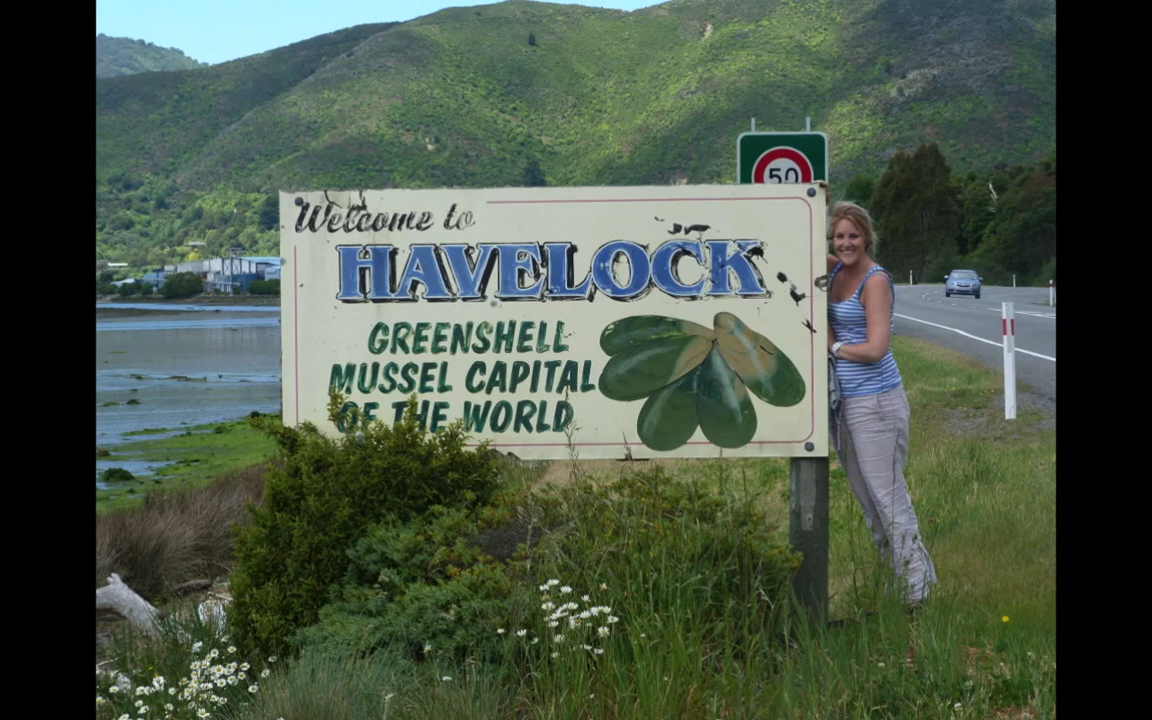 50
Welcome to
HAVELOCK
GREENSHELL
MUSSEL CAPITAL
OF THE WORLD